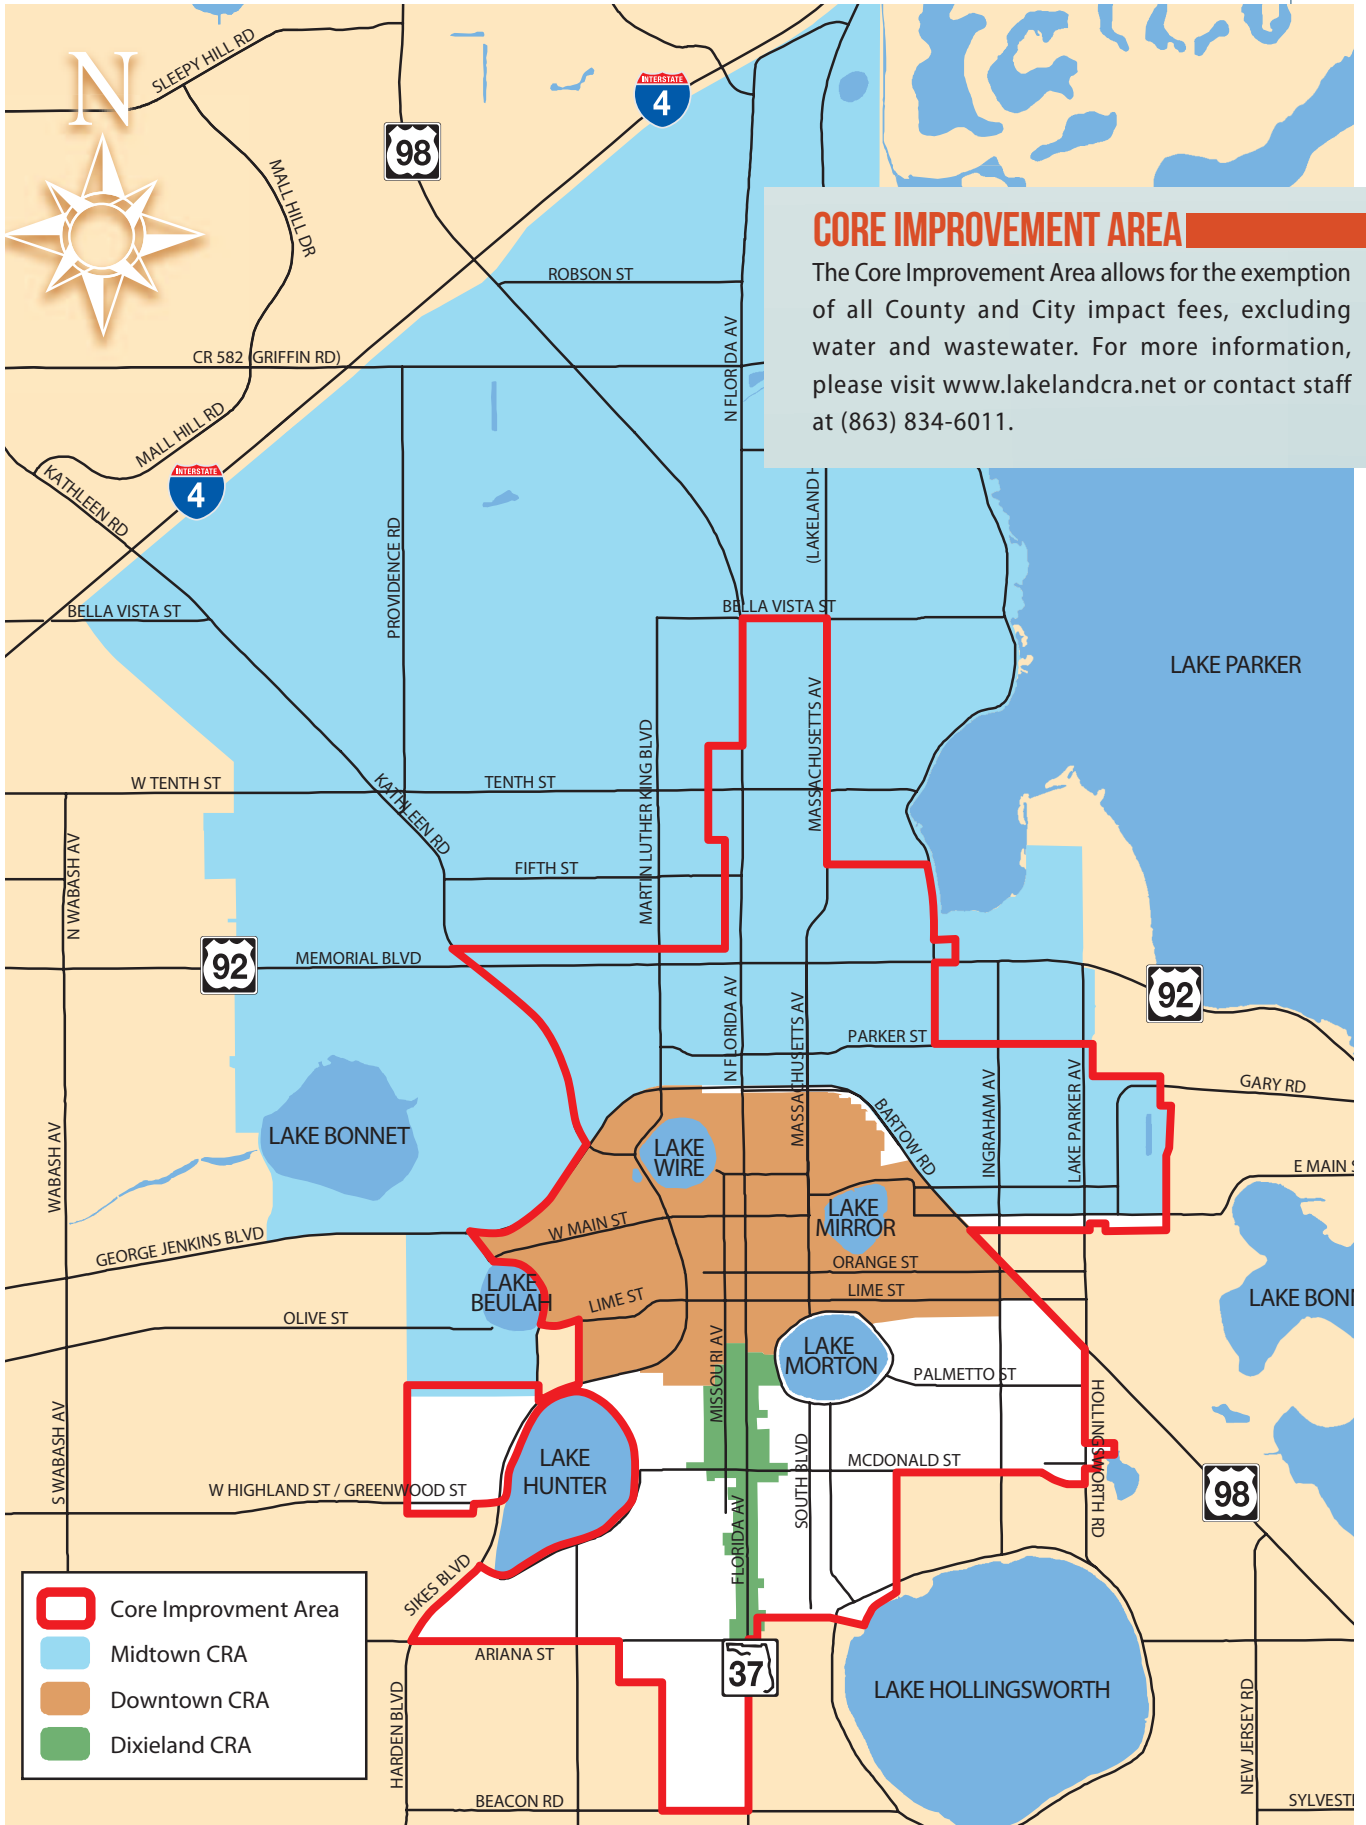 N
SLEEPY HILL RD
INTERSTATE
4
98
MALL HILL DR
CORE IMPROVEMENT AREA
The Core Improvement Area allows for the exemption
of all County and City impact fees, excluding
water and wastewater. For more information,
please visit www.lakelandcra.net or contact staff
at (863) 834-6011.
ROBSON ST
N FLORIDA AV
CR 582 (GRIFFIN RD)
MALL HILL RD
KATHLEEN RD
INTERSTATE
4
PROVIDENCE RD
(LAKELAND H
BELLA VISTA ST
BELLA VISTA ST
LAKE PARKER
MASSACHUSETTS AV
MARTIN LUTHER KING BLVD
W TENTH ST
KATHLEEN RD
TENTH ST
N WABASH AV
FIFTH ST
92
MEMORIAL BLVD
92
N FLORIDA AV
MASSACHUSETTS AV
PARKER ST
INGRAHAM AV
LAKE PARKER AV
GARY RD
LAKE BONNET
WABASH AV
LAKE
WIRE
BARTOW RD
E MAIN S
LAKE
MIRROR
W MAIN ST
GEORGE JENKINS BLVD
ORANGE ST
LAKE
BEULAH
LIME ST
LIME ST
LAKE BONN
OLIVE ST
MISSOURI AV
LAKE
MORTON
PALMETTO ST
HOLLINGSWORTH RD
S WABASH AV
LAKE
HUNTER
SOUTH BLVD
MCDONALD ST
W HIGHLAND ST / GREENWOOD ST
98
FLORIDA AV
SIKES BLVD
Core Improvment Area
Midtown CRA
Downtown CRA
Dixieland CRA
ARIANA ST
37
LAKE HOLLINGSWORTH
HARDEN BLVD
NEW JERSEY RD
BEACON RD
SYLVEST